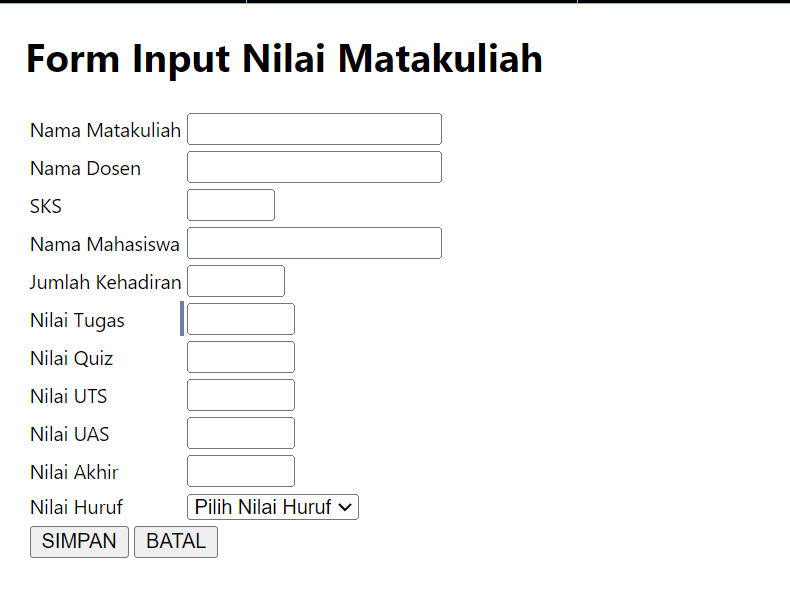 Form Input Nilai Matakuliah
Nama Matakuliah
Nama Dosen
SKS
Nama Mahasiswa
Jumlah Kehadiran
Nilai Tugas
Nilai Quiz
Nilai UTS
Nilai UAS
Nilai Akhir
Nilai Huruf Pilih Nilai Huruf
SIMPAN BATAL